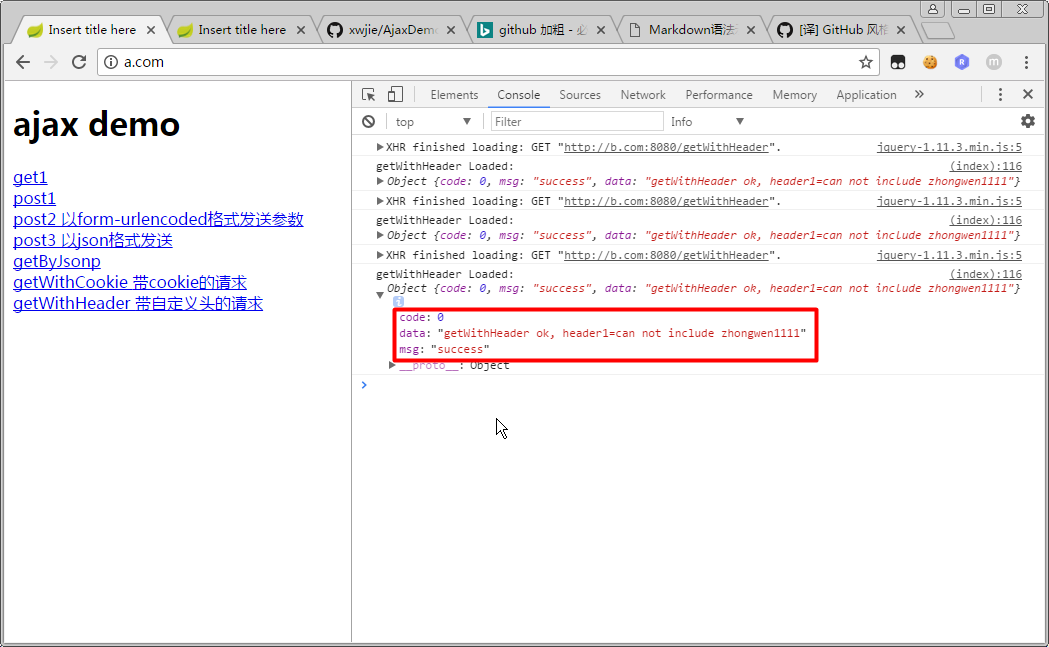 Insert title here
Insert title here
xwjie/AjaxDemo
github 加粗 - 必
Markdown语法
[译] GitHub 风格
a.com
ajax demo
get1
post1
post2 以form-urlencoded格式发送参数
post3 以json格式发送
getByJsonp
getWithCookie 带cookie的请求
getWithHeader 带自定义头的请求
Elements Console Sources Network Performance Memory Application
top Filter Info
XHR finished loading: GET "http://b.com:8080/getWithHeader". jquery-1.11.3.min.js:5
getWithHeader Loaded: (index):116
Object {code: 0, msg: "success", data: "getWithHeader ok, header1=can not include zhongwen1111"}
XHR finished loading: GET "http://b.com:8080/getWithHeader". jquery-1.11.3.min.js:5
getWithHeader Loaded: (index):116
Object {code: 0, msg: "success", data: "getWithHeader ok, header1=can not include zhongwen1111"}
XHR finished loading: GET "http://b.com:8080/getWithHeader". jquery-1.11.3.min.js:5
getWithHeader Loaded: (index):116
Object {code: 0, msg: "success", data: "getWithHeader ok, header1=can not include zhongwen1111"}
code: 0
data: "getWithHeader ok, header1=can not include zhongwen1111"
msg: "success"
__proto__: Object